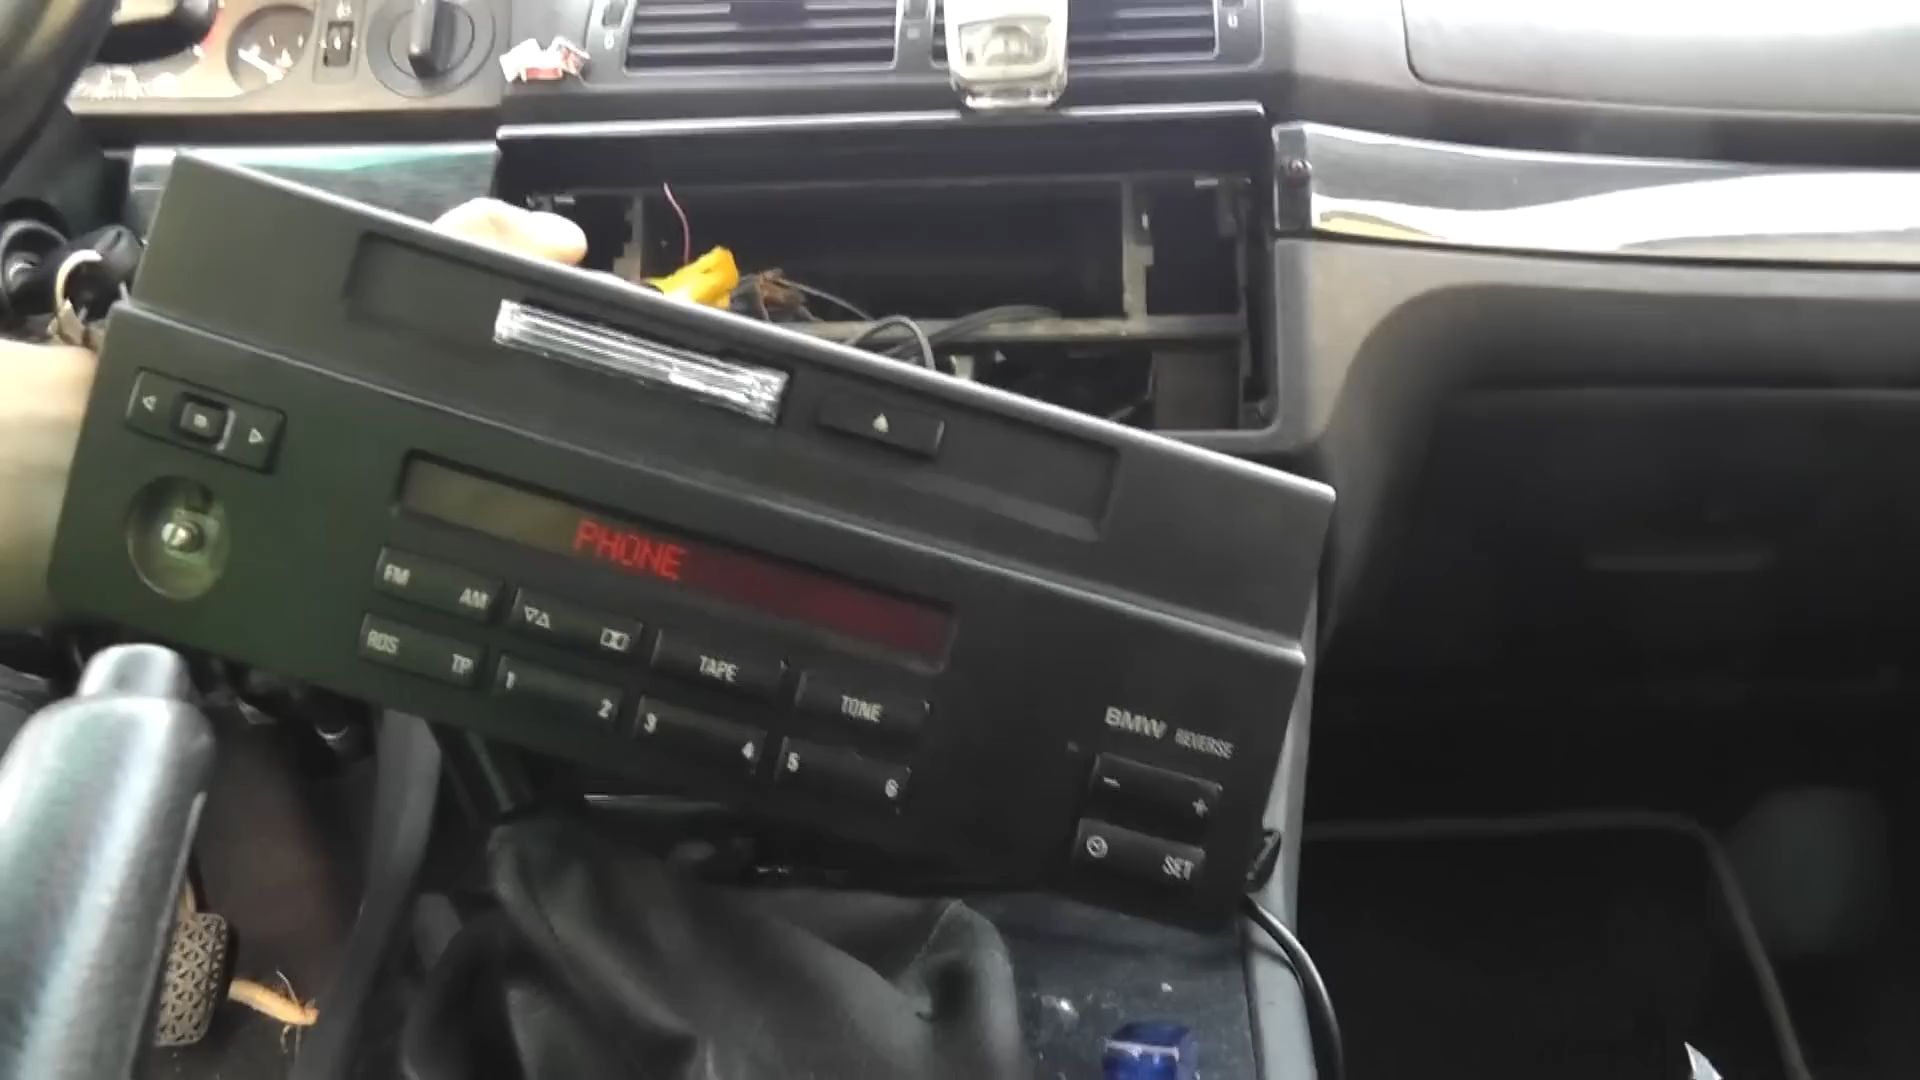 PHONE
FM AM
RDS TP
TAPE
TONE
1 2
3 4
5 6
BMW REVERSE
- +
SET